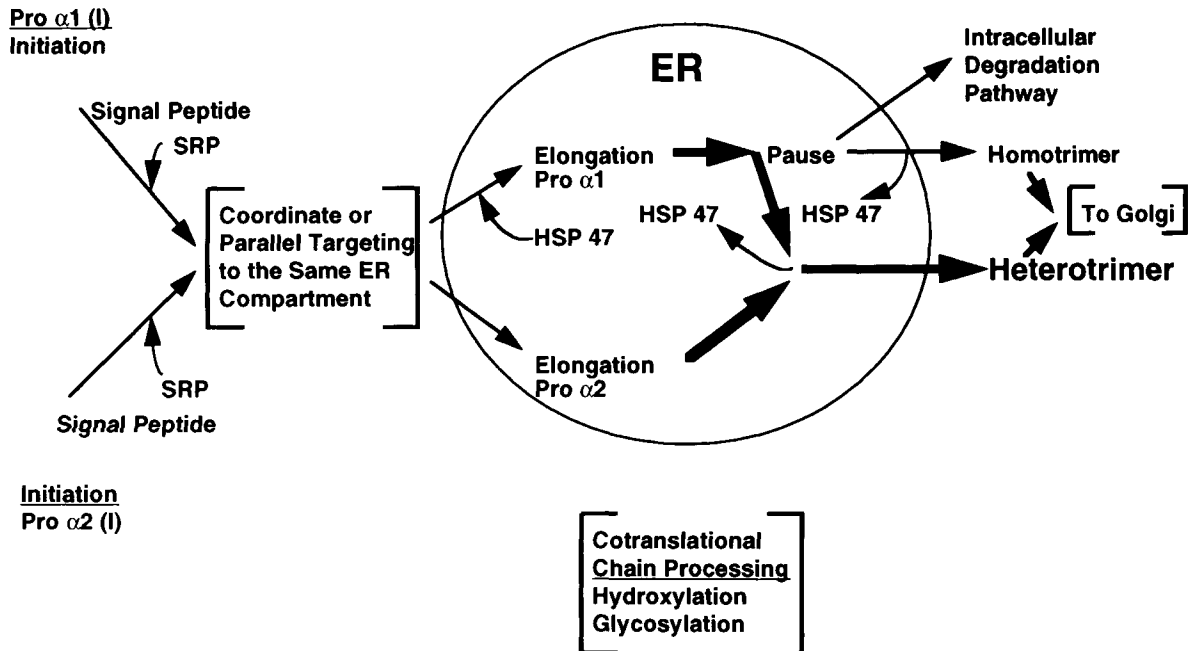 Pro α1 (I)
Initiation
Signal Peptide
SRP
Coordinate or
Parallel Targeting
to the Same ER
Compartment
SRP
Signal Peptide
Initiation
Pro α2 (I)
ER
Elongation
Pro α1
HSP 47
Pause
HSP 47
HSP 47
Elongation
Pro α2
Intracellular
Degradation
Pathway
Homotrimer
To Golgi
Heterotrimer
Cotranslational
Chain Processing
Hydroxylation
Glycosylation